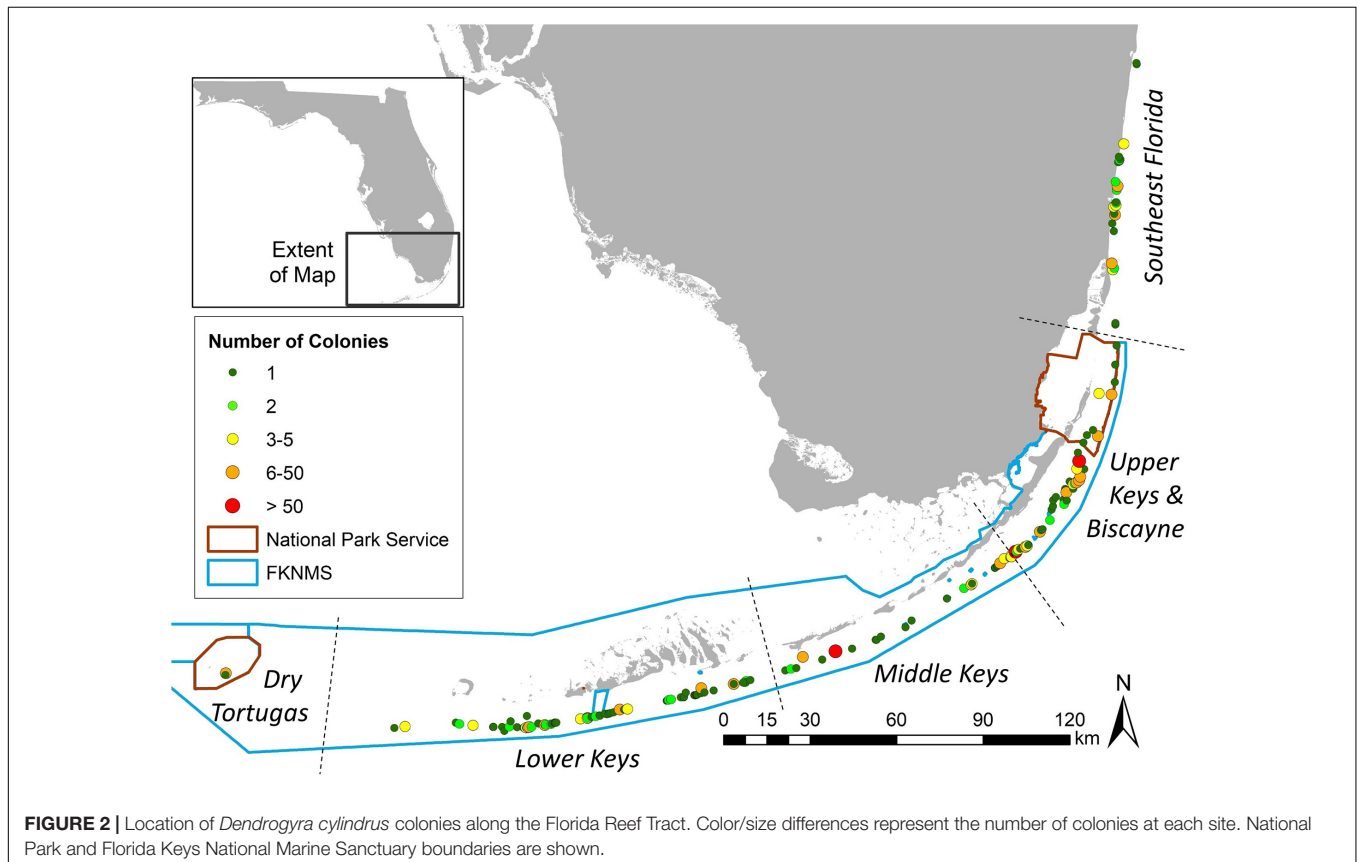 Extent
of Map
Number of Colonies
1
2
3-5
6-50
> 50
National Park Service
FKNMS
Southeast Florida
Upper
Keys &
Biscayne
Middle Keys
Lower Keys
Dry
Tortugas
N
0 15 30 60 90 120
km
FIGURE 2 | Location of Dendrogyra cylindrus colonies along the Florida Reef Tract. Color/size differences represent the number of colonies at each site. National
Park and Florida Keys National Marine Sanctuary boundaries are shown.